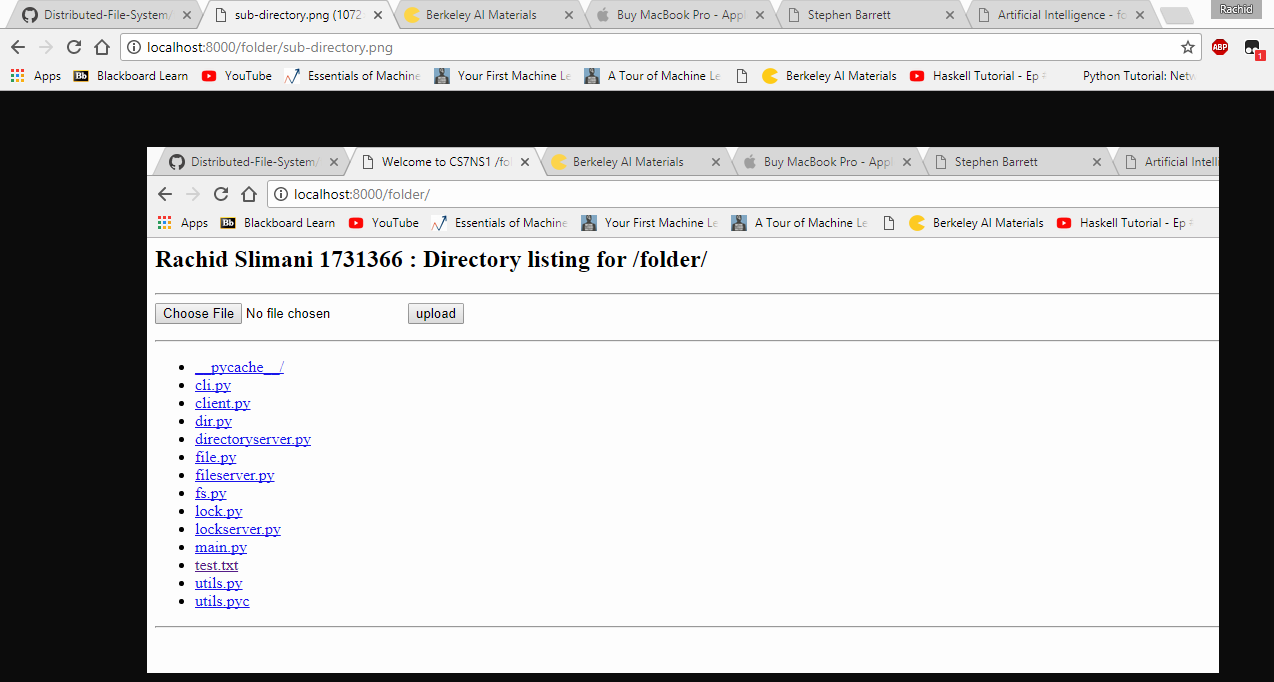 Distributed-File-System/
sub-directory.png (1072
Berkeley AI Materials
Buy MacBook Pro - Appl
Stephen Barrett
Artificial Intelligence - fo
Rachid
localhost:8000/folder/sub-directory.png
ABP
1
Apps
Bb Blackboard Learn
YouTube
Essentials of Machine
Your First Machine Le
A Tour of Machine Le
Berkeley AI Materials
Haskell Tutorial - Ep #
Python Tutorial: Netw
Distributed-File-System/
Welcome to CS7NS1 /fol
Berkeley AI Materials
Buy MacBook Pro - Appl
Stephen Barrett
Artificial Intelli
localhost:8000/folder/
Apps
Bb Blackboard Learn
YouTube
Essentials of Machine
Your First Machine Le
A Tour of Machine Le
Berkeley AI Materials
Haskell Tutorial - Ep #
Rachid Slimani 1731366 : Directory listing for /folder/
Choose File No file chosen upload
__pycache__/
cli.py
client.py
dir.py
directoryserver.py
file.py
fileserver.py
fs.py
lock.py
lockserver.py
main.py
test.txt
utils.py
utils.pyc